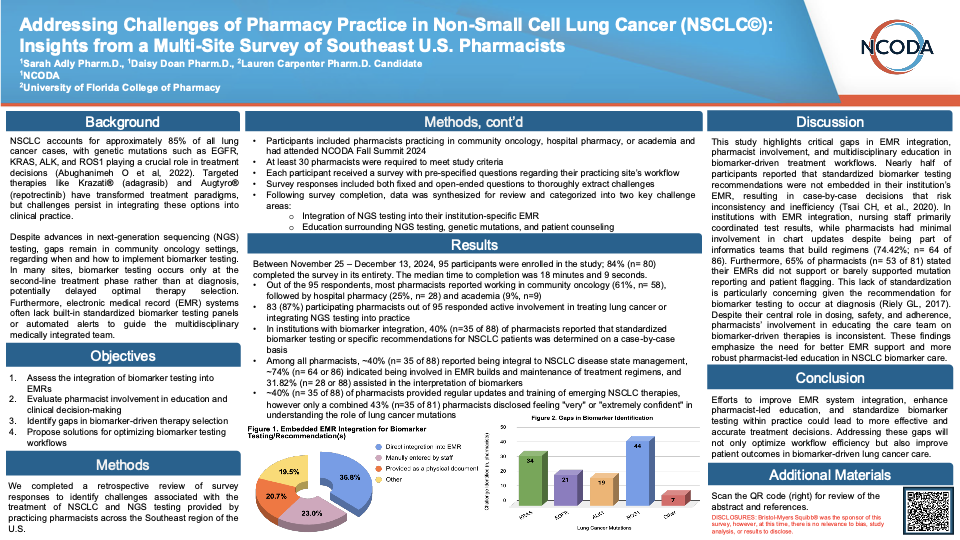 Addressing Challenges of Pharmacy Practice in Non-Small Cell Lung Cancer (NSCLC©):
Insights from a Multi-Site Survey of Southeast U.S. Pharmacists
¹Sarah Adly Pharm.D., ¹Daisy Doan Pharm.D., ²Lauren Carpenter Pharm.D. Candidate
¹NCODA
²University of Florida College of Pharmacy
NCODA
Background
NSCLC accounts for approximately 85% of all lung
cancer cases, with genetic mutations such as EGFR,
KRAS, ALK, and ROS1 playing a crucial role in treatment
decisions (Abughanimeh O et al, 2022). Targeted
therapies like Krazati® (adagrasib) and Augtyro®
(repotrectinib) have transformed treatment paradigms,
but challenges persist in integrating these options into
clinical practice.
Despite advances in next-generation sequencing (NGS)
testing, gaps remain in community oncology settings,
regarding when and how to implement biomarker testing.
In many sites, biomarker testing occurs only at the
second-line treatment phase rather than at diagnosis,
potentially delayed optimal therapy selection.
Furthermore, electronic medical record (EMR) systems
often lack built-in standardized biomarker testing panels
or automated alerts to guide the multidisciplinary
medically integrated team.
Objectives
1. Assess the integration of biomarker testing into
EMRs
2. Evaluate pharmacist involvement in education and
clinical decision-making
3. Identify gaps in biomarker-driven therapy selection
4. Propose solutions for optimizing biomarker testing
workflows
Methods
We completed a retrospective review of survey
responses to identify challenges associated with the
treatment of NSCLC and NGS testing provided by
practicing pharmacists across the Southeast region of the
U.S.
Methods, cont'd
• Participants included pharmacists practicing in community oncology, hospital pharmacy, or academia and
had attended NCODA Fall Summit 2024
• At least 30 pharmacists were required to meet study criteria
• Each participant received a survey with pre-specified questions regarding their practicing site's workflow
• Survey responses included both fixed and open-ended questions to thoroughly extract challenges
• Following survey completion, data was synthesized for review and categorized into two key challenge
areas:
o Integration of NGS testing into their institution-specific EMR
o Education surrounding NGS testing, genetic mutations, and patient counseling
Results
Between November 25 – December 13, 2024, 95 participants were enrolled in the study; 84% (n= 80)
completed the survey in its entirety. The median time to completion was 18 minutes and 9 seconds.
• Out of the 95 respondents, most reported working in community oncology (61%, n= 58),
followed by hospital pharmacy (25%, n= 28) and academia (9%, n=9)
• 83 (87%) participating pharmacists out of 95 responded active involvement in treating lung cancer or
integrating NGS testing into practice
• In institutions with biomarker integration, 40% (n=35 of 88) of pharmacists reported that standardized
biomarker testing or specific recommendations for NSCLC patients was determined on a case-by-case
basis
• Among all pharmacists, ~40% (n= 35 of 88) reported being integral to NSCLC disease state management,
~74% (n= 64 or 86) indicated being involved in EMR builds and maintenance of treatment regimens, and
31.82% (n= 28 or 88) assisted in the interpretation of biomarkers
• ~40% (n= 35 of 88) of pharmacists provided regular updates and training of emerging NSCLC therapies,
however only a combined 43% (n=35 of 81) pharmacists disclosed feeling "very" or "extremely confident" in
understanding the role of lung cancer mutations
Figure 1. Embedded EMR Integration for Biomarker
Testing/Recommendation(s)
Direct integration into EMR
Manually entered by staff
Provided as a physical document
Other
36.8%
23.0%
20.7%
19.5%
Figure 2. Gaps in Biomarker Identification
50
40
30
20
10
0
34
21
19
44
7
KRAS
EGFR
ALK1
ROS1
Other
Lung Cancer Mutations
Discussion
This study highlights critical gaps in EMR integration,
pharmacist involvement, and multidisciplinary education in
biomarker-driven treatment workflows. Nearly half of
participants reported that standardized biomarker testing
recommendations were not embedded in their institution's
EMR, resulting in case-by-case decisions that risk
inconsistency and inefficiency (Tsai CH, et al., 2020). In
institutions with EMR integration, nursing staff primarily
coordinated test results, while pharmacists had minimal
involvement in chart updates despite being part of
informatics teams that build regimens (74.42%; n= 64 of
86). Furthermore, 65% of pharmacists (n= 53 of 81) stated
their EMRs did not support or barely supported mutation
reporting and patient flagging. This lack of standardization
is particularly concerning given the recommendation for
biomarker testing to occur at diagnosis (Riely GL, 2017).
Despite their central role in dosing, safety, and adherence,
pharmacists' involvement in educating the care team on
biomarker-driven therapies is inconsistent. These findings
emphasize the need for better EMR support and more
robust pharmacist-led education in NSCLC biomarker care.
Conclusion
Efforts to improve EMR system integration, enhance
pharmacist-led education, and standardize biomarker
testing within practice could lead to more effective and
accurate treatment decisions. Addressing these gaps will
not only optimize workflow efficiency but also improve
patient outcomes in biomarker-driven lung cancer care.
Additional Materials
Scan the QR code (right) for review of the
abstract and references.
DISCLOSURES: Bristol-Myers Squibb® was the sponsor of this
survey, however, at this time, there is no relevance to bias, study
analysis, or results to disclose.